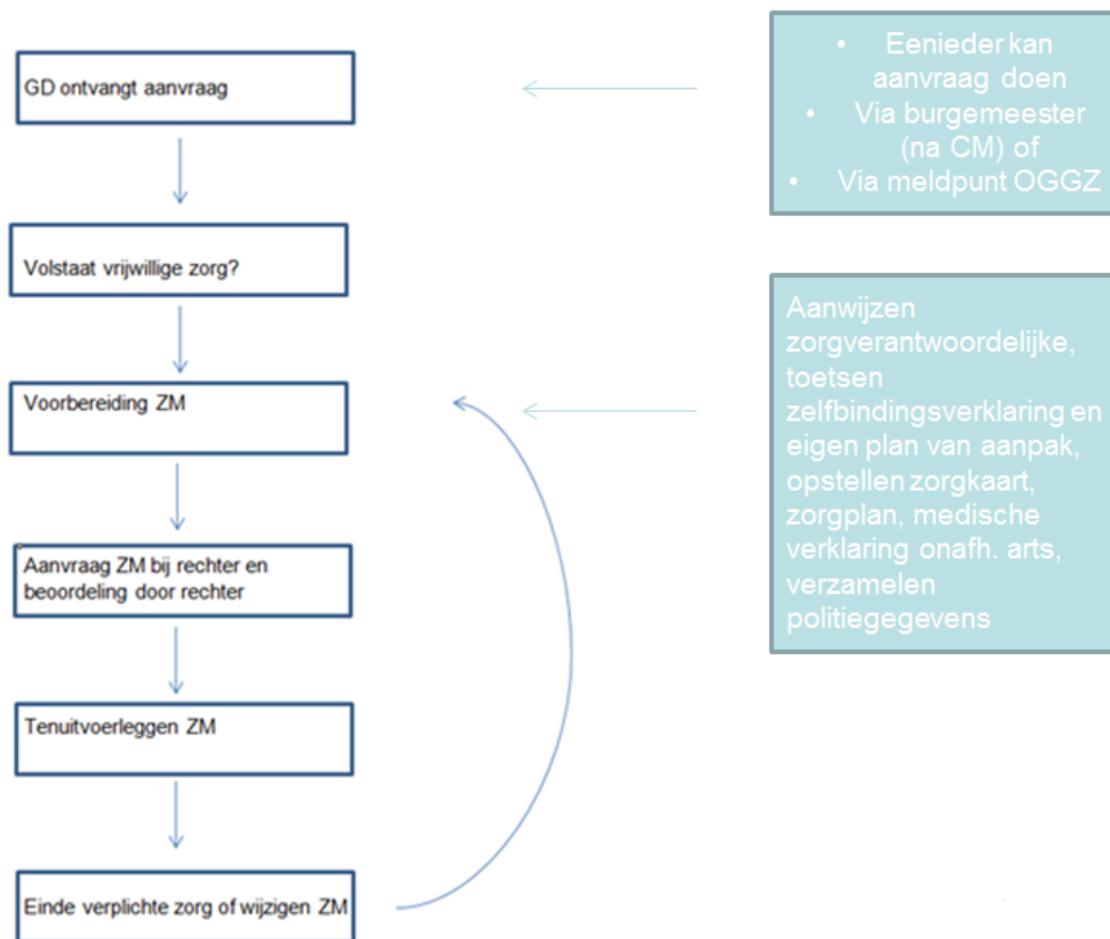 GD ontvangt aanvraag
• Eenieder kan
aanvraag doen
• Via burgemeester
(na CM) of
• Via meldpunt OGGZ
Volstaat vrijwillige zorg?
Voorbereiding ZM
Aanwijzen
zorgverantwoordelijke,
toetsen
zelfbindingsverklaring en
eigen plan van aanpak,
opstellen zorgkaart,
zorgplan, medische
verklaring onafh. arts,
verzamelen
politiegegevens
Aanvraag ZM bij rechter en
beoordeling door rechter
Tenuitvoerleggen ZM
Einde verplichte zorg of wijzigen ZM